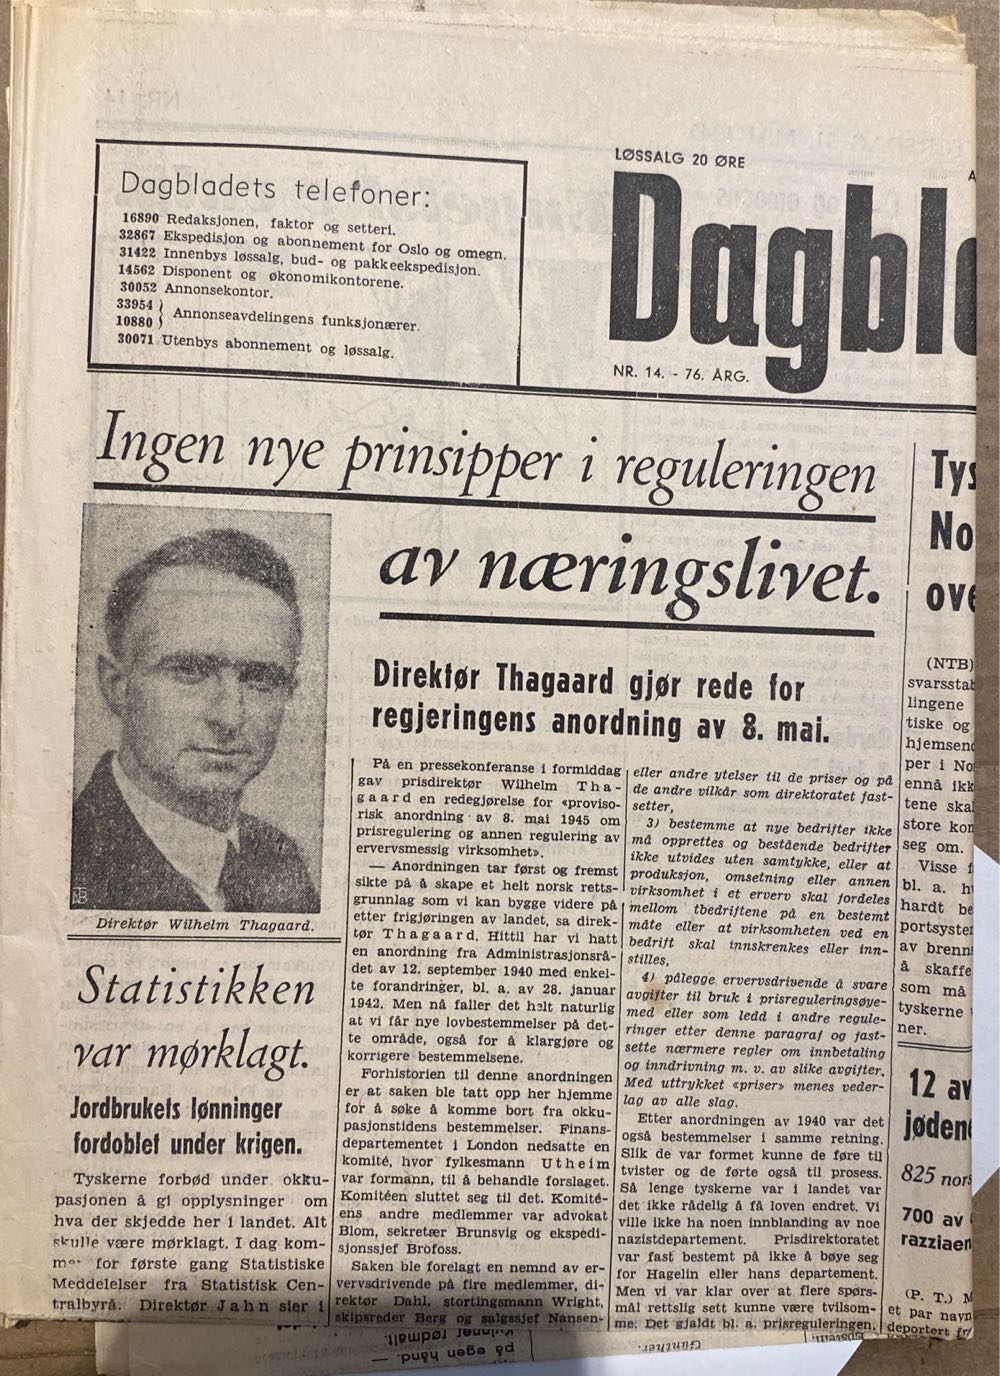 Dagbladets telefoner:
16890 Redaksjonen, faktor og setteri.
32867 Ekspedisjon og abonnement for Oslo og omegn.
31422 Innenbys løssalg, bud- og pakkeekspedisjon.
14562 Disponent og økonomikontorene.
30052 Annonsekontor.
33954
10880 } Annonseavdelingens funksjonærer.
30071 Utenbys abonnement og løssalg.
LØSSALG 20 ØRE
Dagbl
NR. 14. - 76. ÅRG.
Ingen nye prinsipper i reguleringen
av næringslivet.
Direktør Wilhelm Thagaard.
Direktør Thagaard gjør rede for
regjeringens anordning av 8. mai.
På en pressekonferanse i formiddag
gav prisdirektør Wilhelm Tha-
gaard en redegjørelse for «proviso-
risk anordning av 8. mai 1945 om
prisregulering og annen regulering av
ervervsmessig virksomhet».
— Anordningen tar først og fremst
sikte på å skape et helt norsk retts-
grunnlag som vi kan bygge videre på
etter frigjøringen av landet, sa direk-
tør Thagaard. Hittil har vi hatt
en anordning fra Administrasjonsrå-
det av 12. september 1940 med enkel-
te forandringer, bl. a. av 28. januar
1942. Men nå faller det helt naturlig
at vi får nye lovbestemmelser på det-
te område, også for å klargjøre og
korrigere bestemmelsene.
Forhistorien til denne anordningen
er at saken ble tatt opp her hjemme
for å søke å komme bort fra okku-
pasjonstidens bestemmelser. Finans-
departementet i London nedsatte en
komité, hvor fylkesmann Utheim
var formann, til å behandle forslaget.
Komitéen sluttet seg til det. Komité-
ens andre medlemmer var advokat
Blom, sekretær Brunsvig og ekspedi-
sjonssjef Brofoss.
Saken ble forelagt en nemnd av er-
vervsdrivende på fire medlemmer, di-
rektør Dahl, stortingsmann Wright,
skipsreder Berg og salgssjef Nansen-
eller andre ytelser til de priser og på
de andre vilkår som direktoratet fast-
setter,
3) bestemme at nye bedrifter ikke
må opprettes og bestående bedrifter
ikke utvides uten samtykke, eller at
produksjon, omsetning eller annen
virksomhet i et erverv skal fordeles
mellom tbedriftene på en bestemt
måte eller at virksomheten ved en
bedrift skal innskrenkes eller inn-
stilles,
4) pålegge ervervsdrivende å svare
avgifter til bruk i prisreguleringsøye-
med eller som ledd i andre regule-
ringer etter denne paragraf og fast-
sette nærmere regler om innbetaling
og inndrivning m. v. av slike avgifter.
Med uttrykket «priser» menes veder-
lag av alle slag.
Etter anordningen av 1940 var det
også bestemmelser i samme retning.
Slik de var formet kunne de føre til
tvister og de førte også til prosess.
Så lenge tyskerne var i landet var
det ikke rådelig å få loven endret. Vi
ville ikke ha noen innblanding av noe
nazistdepartement. Prisdirektoratet
var fast bestemt på ikke å bøye seg
for Hagelin eller hans departement.
Men vi var klar over at flere spørs-
mål rettslig sett kunne være tvilsom-
me. Det gjaldt bl. a. prisreguleringen.
Statistikken
var mørklagt.
Jordbrukets lønninger
fordoblet under krigen.
Tyskerne forbød under okku-
pasjonen å gi opplysninger om
hva der skjedde her i landet. Alt
skulle være mørklagt. I dag kom-
mer for første gang Statistiske
Meddelelser fra Statistisk Cen-
tralbyrå. Direktør Jahn sier i
Tys
No
ove
(NTB)
svarsstab
lingene
tiske og
hjemsend
per i No
ennå ikk
tene ska
store kon
seg om.
Visse f
bl. a. h
hardt be
portsyste
av brenns
å skaffe
som må
tyskerne
ner.
12 av
jøden
825 nors
700 av
razziaen
(P. T.) M
et par navn
deportert fr
på egen hånd. —
Kvinner rødmalt.
Günther.